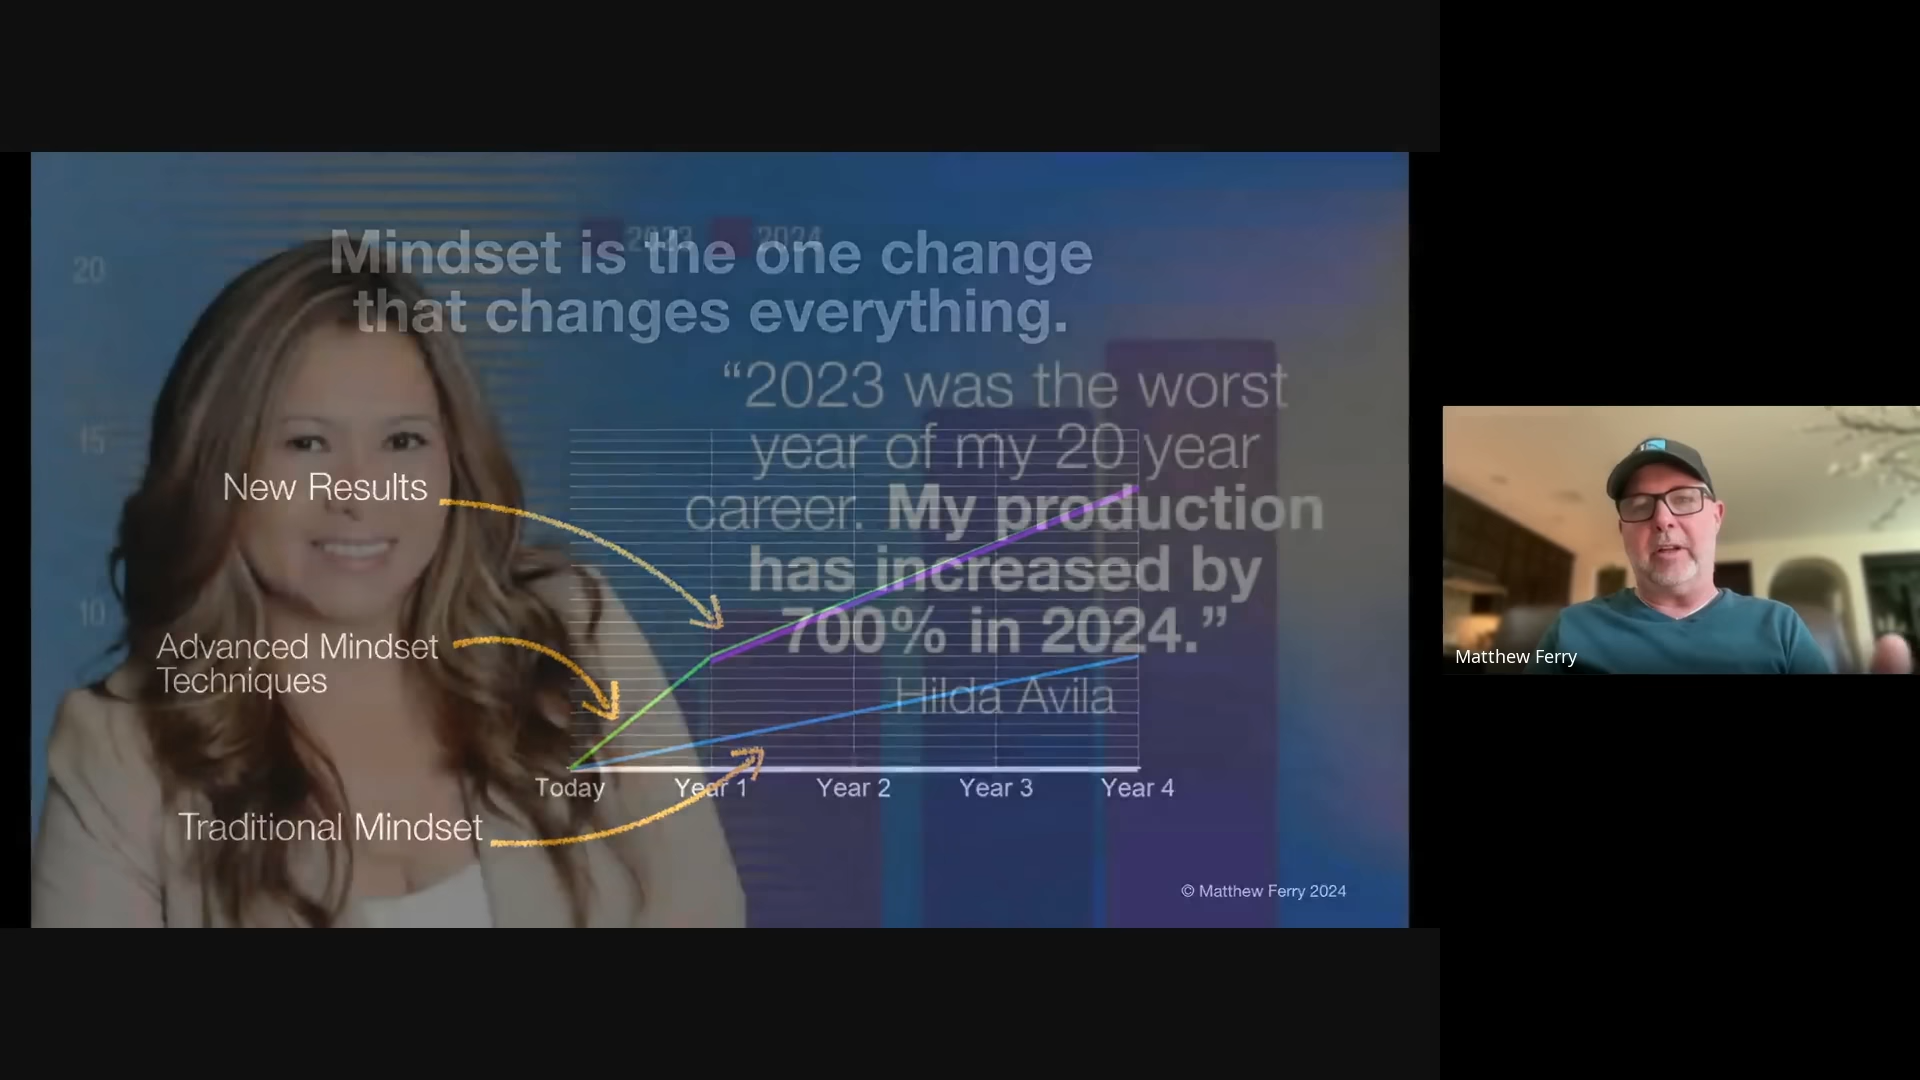 2023 2024
Mindset is the one change
that changes everything.
20
15
10
“2023 was the worst
year of my 20 year
career. My production
has increased by
700% in 2024.”
Hilda Avila
New Results
Advanced Mindset
Techniques
Traditional Mindset
Today Year 1 Year 2 Year 3 Year 4
© Matthew Ferry 2024
Matthew Ferry